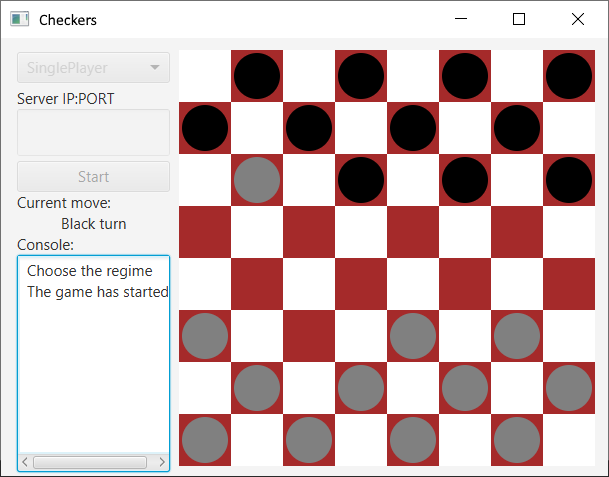 Checkers
SinglePlayer
Server IP:PORT
Start
Current move:
Black turn
Console:
Choose the regime
The game has started